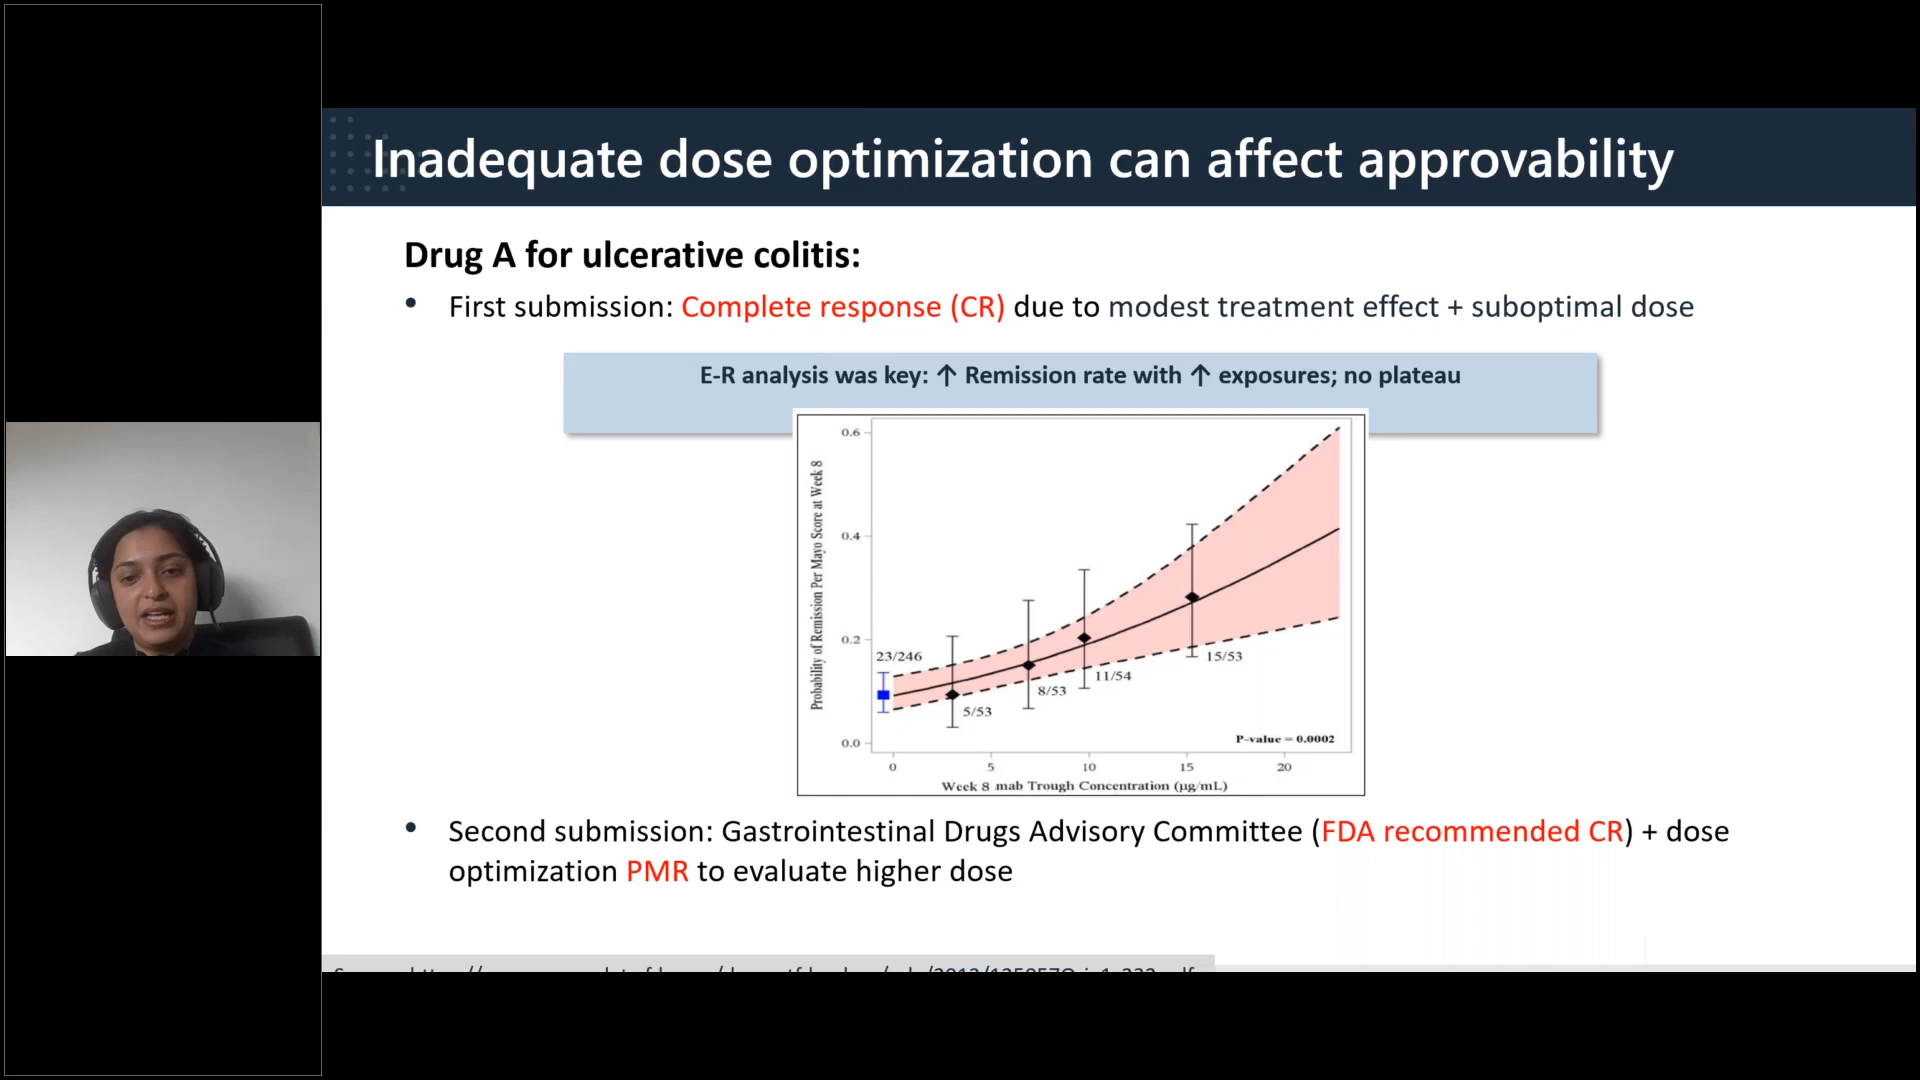 Inadequate dose optimization can affect approvability
Drug A for ulcerative colitis:
• First submission: Complete response (CR) due to modest treatment effect + suboptimal dose
E-R analysis was key: ↑ Remission rate with ↑ exposures; no plateau
Probability of Remission Per Mayo Score at Week 8
0.6
0.4
0.2
0.0
23/246
5/53
8/53
11/54
15/53
P-value = 0.0002
0 5 10 15 20
Week 8 mab Trough Concentration (µg/mL)
• Second submission: Gastrointestinal Drugs Advisory Committee (FDA recommended CR) + dose
optimization PMR to evaluate higher dose